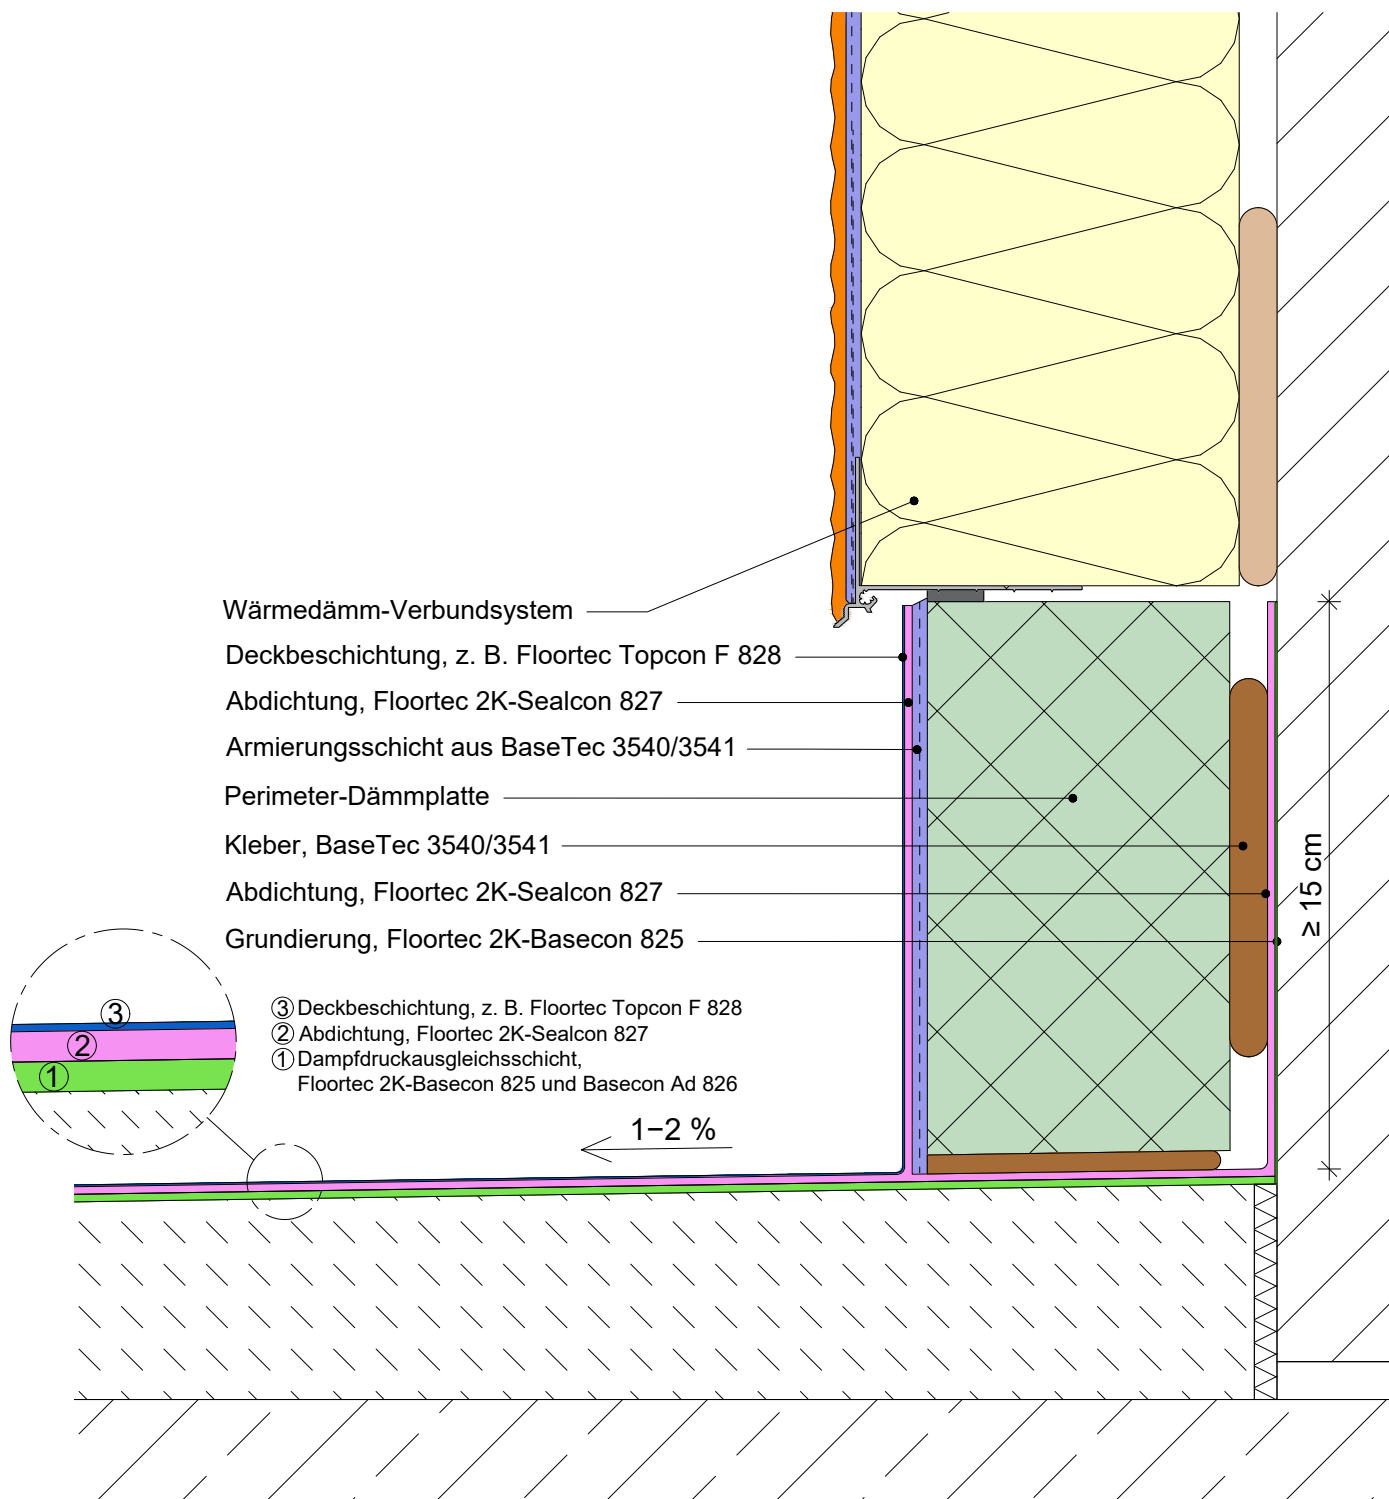 Wärmedämm-Verbundsystem
Deckbeschichtung, z. B. Floortec Topcon F 828
Abdichtung, Floortec 2K-Sealcon 827
Armierungsschicht aus BaseTec 3540/3541
Perimeter-Dämmplatte
Kleber, BaseTec 3540/3541
Abdichtung, Floortec 2K-Sealcon 827
Grundierung, Floortec 2K-Basecon 825
≥ 15 cm
③
②
①
③ Deckbeschichtung, z. B. Floortec Topcon F 828
② Abdichtung, Floortec 2K-Sealcon 827
① Dampfdruckausgleichsschicht,
Floortec 2K-Basecon 825 und Basecon Ad 826
1–2 %